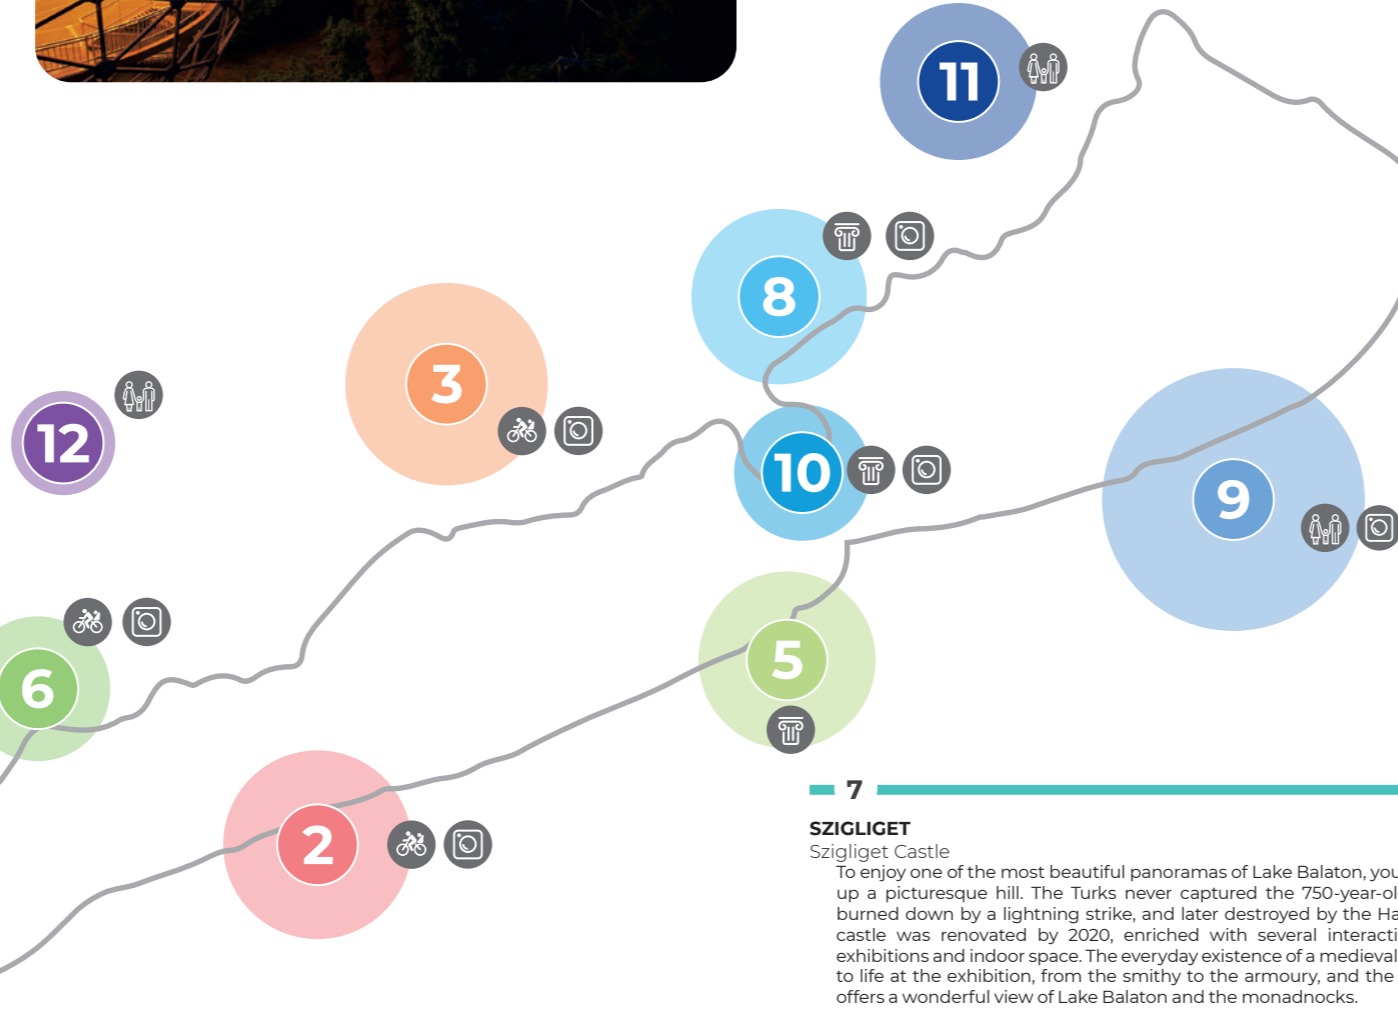 11
8
3
12
10
9
6
5
2
7
SZIGLIGET
Szigliget Castle
To enjoy one of the most beautiful panoramas of Lake Balaton, you
up a picturesque hill. The Turks never captured the 750-year-ol
burned down by a lightning strike, and later destroyed by the Ha
castle was renovated by 2020, enriched with several interacti
exhibitions and indoor space. The everyday existence of a medieval
to life at the exhibition, from the smithy to the armoury, and the
offers a wonderful view of Lake Balaton and the monadnocks.